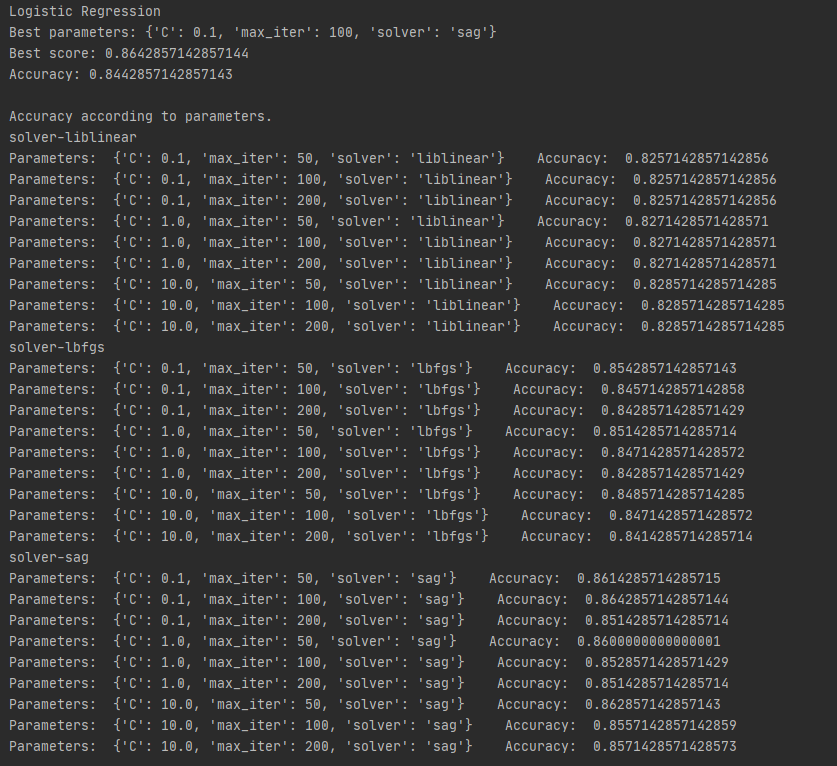 Logistic Regression
Best parameters: {'C': 0.1, 'max_iter': 100, 'solver': 'sag'}
Best score: 0.8642857142857144
Accuracy: 0.8442857142857143
Accuracy according to parameters.
solver-liblinear
Parameters:  {'C': 0.1, 'max_iter': 50, 'solver': 'liblinear'}    Accuracy:  0.8257142857142856
Parameters:  {'C': 0.1, 'max_iter': 100, 'solver': 'liblinear'}    Accuracy:  0.8257142857142856
Parameters:  {'C': 0.1, 'max_iter': 200, 'solver': 'liblinear'}    Accuracy:  0.8257142857142856
Parameters:  {'C': 1.0, 'max_iter': 50, 'solver': 'liblinear'}    Accuracy:  0.8271428571428571
Parameters:  {'C': 1.0, 'max_iter': 100, 'solver': 'liblinear'}    Accuracy:  0.8271428571428571
Parameters:  {'C': 1.0, 'max_iter': 200, 'solver': 'liblinear'}    Accuracy:  0.8271428571428571
Parameters:  {'C': 10.0, 'max_iter': 50, 'solver': 'liblinear'}    Accuracy:  0.8285714285714285
Parameters:  {'C': 10.0, 'max_iter': 100, 'solver': 'liblinear'}    Accuracy:  0.8285714285714285
Parameters:  {'C': 10.0, 'max_iter': 200, 'solver': 'liblinear'}    Accuracy:  0.8285714285714285
solver-lbfgs
Parameters:  {'C': 0.1, 'max_iter': 50, 'solver': 'lbfgs'}    Accuracy:  0.8542857142857143
Parameters:  {'C': 0.1, 'max_iter': 100, 'solver': 'lbfgs'}    Accuracy:  0.8457142857142858
Parameters:  {'C': 0.1, 'max_iter': 200, 'solver': 'lbfgs'}    Accuracy:  0.8428571428571429
Parameters:  {'C': 1.0, 'max_iter': 50, 'solver': 'lbfgs'}    Accuracy:  0.8514285714285714
Parameters:  {'C': 1.0, 'max_iter': 100, 'solver': 'lbfgs'}    Accuracy:  0.8471428571428572
Parameters:  {'C': 1.0, 'max_iter': 200, 'solver': 'lbfgs'}    Accuracy:  0.8428571428571429
Parameters:  {'C': 10.0, 'max_iter': 50, 'solver': 'lbfgs'}    Accuracy:  0.8485714285714285
Parameters:  {'C': 10.0, 'max_iter': 100, 'solver': 'lbfgs'}    Accuracy:  0.8471428571428572
Parameters:  {'C': 10.0, 'max_iter': 200, 'solver': 'lbfgs'}    Accuracy:  0.8414285714285714
solver-sag
Parameters:  {'C': 0.1, 'max_iter': 50, 'solver': 'sag'}    Accuracy:  0.8614285714285715
Parameters:  {'C': 0.1, 'max_iter': 100, 'solver': 'sag'}    Accuracy:  0.8642857142857144
Parameters:  {'C': 0.1, 'max_iter': 200, 'solver': 'sag'}    Accuracy:  0.8514285714285714
Parameters:  {'C': 1.0, 'max_iter': 50, 'solver': 'sag'}    Accuracy:  0.8600000000000001
Parameters:  {'C': 1.0, 'max_iter': 100, 'solver': 'sag'}    Accuracy:  0.8528571428571429
Parameters:  {'C': 1.0, 'max_iter': 200, 'solver': 'sag'}    Accuracy:  0.8514285714285714
Parameters:  {'C': 10.0, 'max_iter': 50, 'solver': 'sag'}    Accuracy:  0.862857142857143
Parameters:  {'C': 10.0, 'max_iter': 100, 'solver': 'sag'}    Accuracy:  0.8557142857142859
Parameters:  {'C': 10.0, 'max_iter': 200, 'solver': 'sag'}    Accuracy:  0.8571428571428573